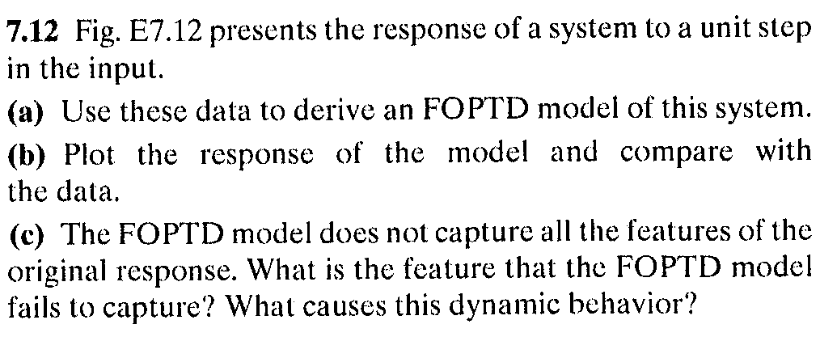 7.12 Fig. E7.12 presents the response of a system to a unit step
in the input.
(a) Use these data to derive an FOPTD model of this system.
(b) Plot the response of the model and compare with
the data.
(c) The FOPTD model does not capture all the features of the
original response. What is the feature that the FOPTD model
fails to capture? What causes this dynamic behavior?